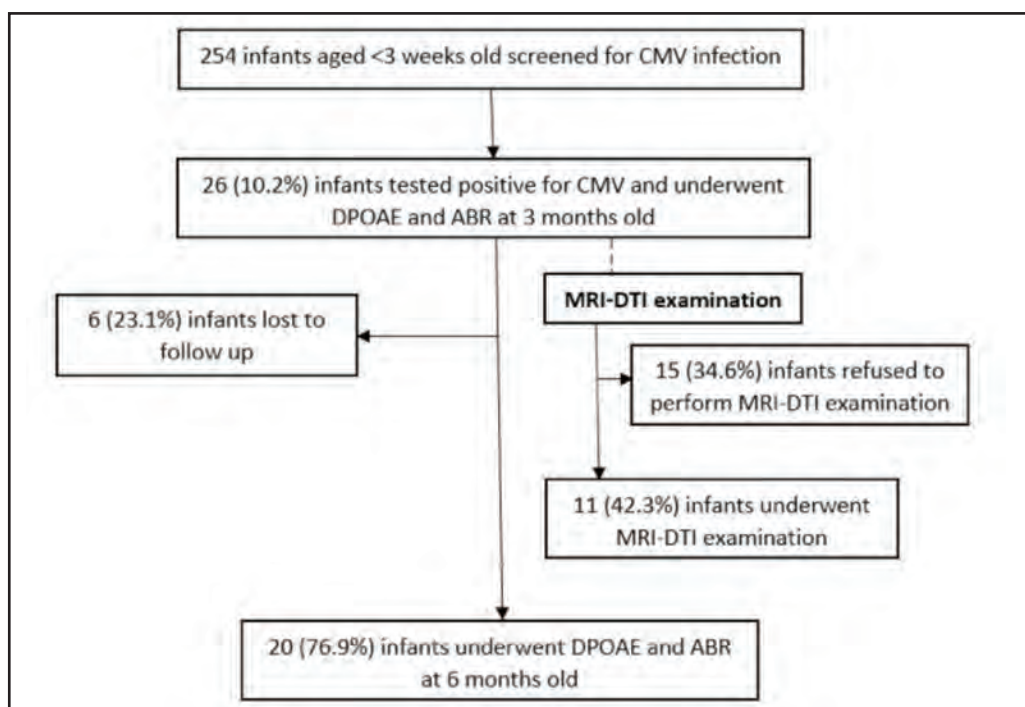 254 infants aged <3 weeks old screened for CMV infection
26 (10.2%) infants tested positive for CMV and underwent
DPOAE and ABR at 3 months old
MRI-DTI examination
6 (23.1%) infants lost to
follow up
15 (34.6%) infants refused to
perform MRI-DTI examination
11 (42.3%) infants underwent
MRI-DTI examination
20 (76.9%) infants underwent DPOAE and ABR
at 6 months old